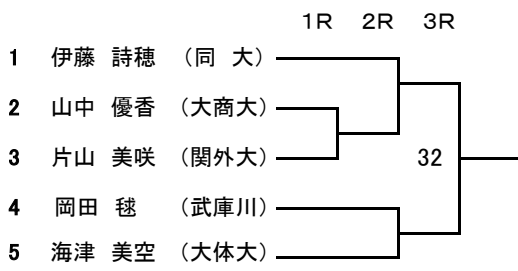 1R 2R 3R
1 伊藤 詩穂 (同 大)
2 山中 優香 (大商大)
3 片山 美咲 (関外大)
32
4 岡田 毬 (武庫川)
5 海津 美空 (大体大)